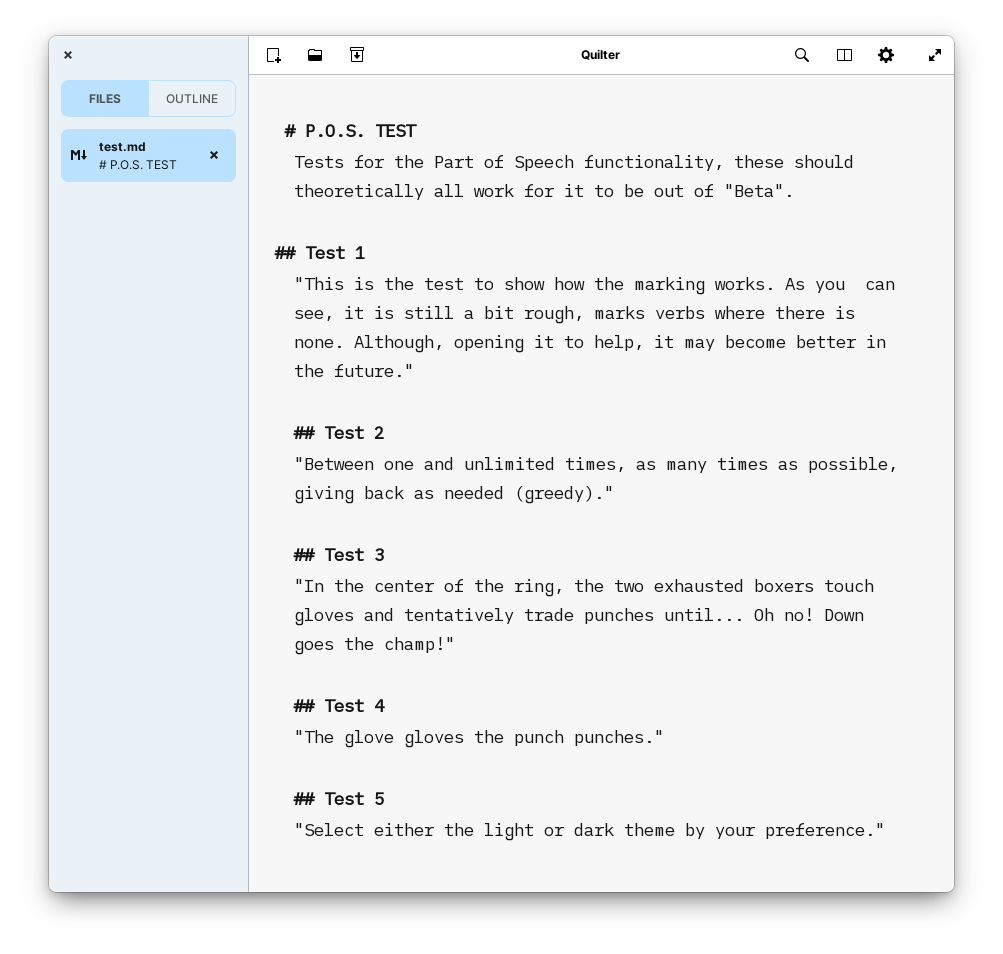 Quilter
FILES
OUTLINE
M↓
test.md
# P.O.S. TEST
# P.O.S. TEST
Tests for the Part of Speech functionality, these should
theoretically all work for it to be out of "Beta".
## Test 1
"This is the test to show how the marking works. As you  can
see, it is still a bit rough, marks verbs where there is
none. Although, opening it to help, it may become better in
the future."
## Test 2
"Between one and unlimited times, as many times as possible,
giving back as needed (greedy)."
## Test 3
"In the center of the ring, the two exhausted boxers touch
gloves and tentatively trade punches until... Oh no! Down
goes the champ!"
## Test 4
"The glove gloves the punch punches."
## Test 5
"Select either the light or dark theme by your preference."